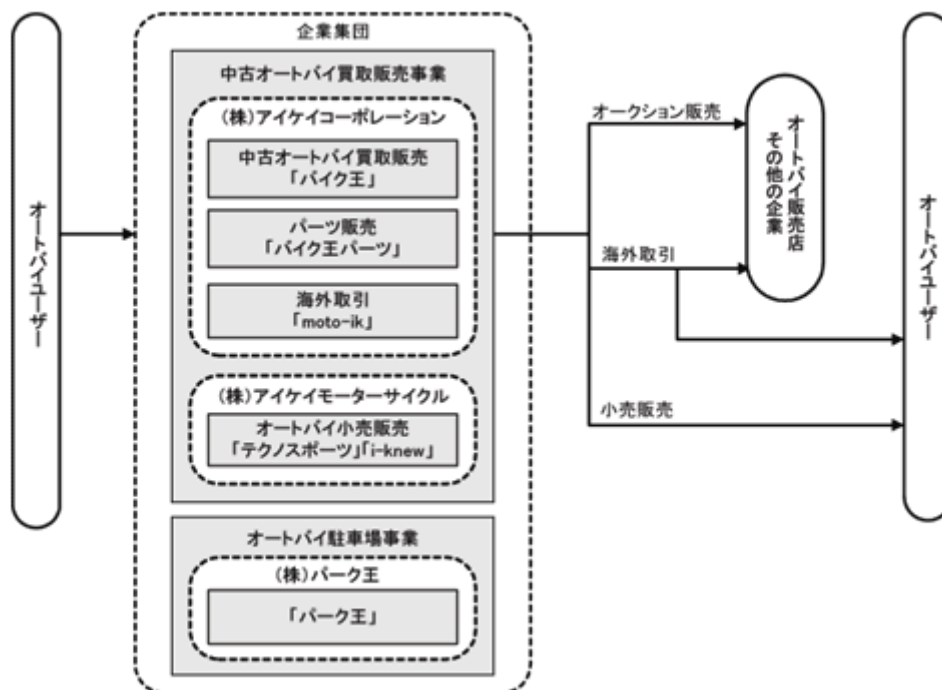 企業集団
中古オートバイ買取販売事業
(株)アイケイコーポレーション
中古オートバイ買取販売
「バイク王」
パーツ販売
「バイク王パーツ」
海外取引
「moto-ik」
(株)アイケイモーターサイクル
オートバイ小売販売
「テクノスポーツ」「i-knew」
オートバイ駐車場事業
(株)パーク王
「パーク王」
オートバイユーザー
オークション販売
海外取引
小売販売
オートバイ販売店
その他の企業
オートバイユーザー